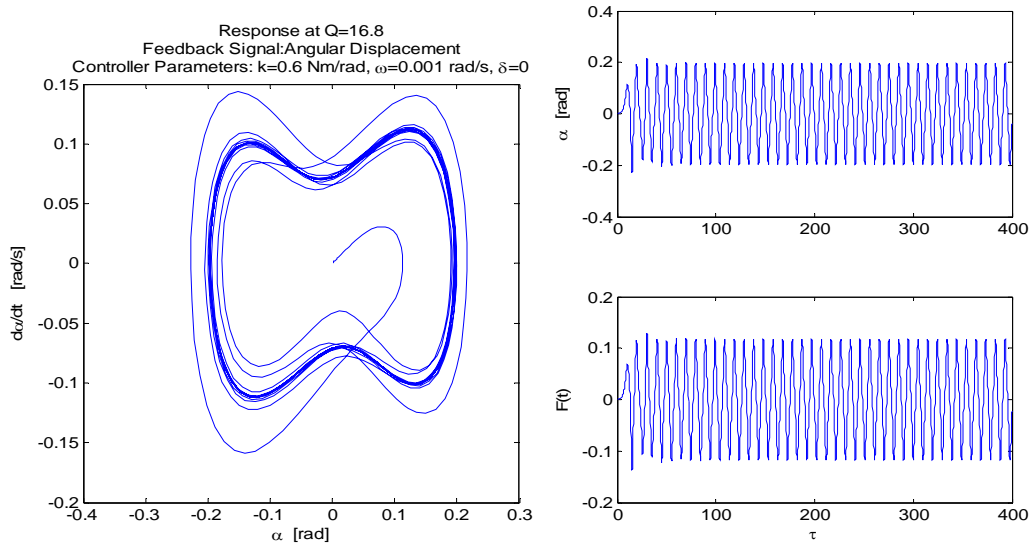 Response at Q=16.8
Feedback Signal:Angular Displacement
Controller Parameters: k=0.6 Nm/rad, ω=0.001 rad/s, δ=0
0.15
0.1
0.05
0
-0.05
-0.1
-0.15
-0.2
dα/dt [rad/s]
-0.4 -0.3 -0.2 -0.1 0 0.1 0.2 0.3
α [rad]
0.4
0.2
0
-0.2
-0.4
α [rad]
0 100 200 300 400
0.2
0.1
0
-0.1
-0.2
F(t)
0 100 200 300 400
τ